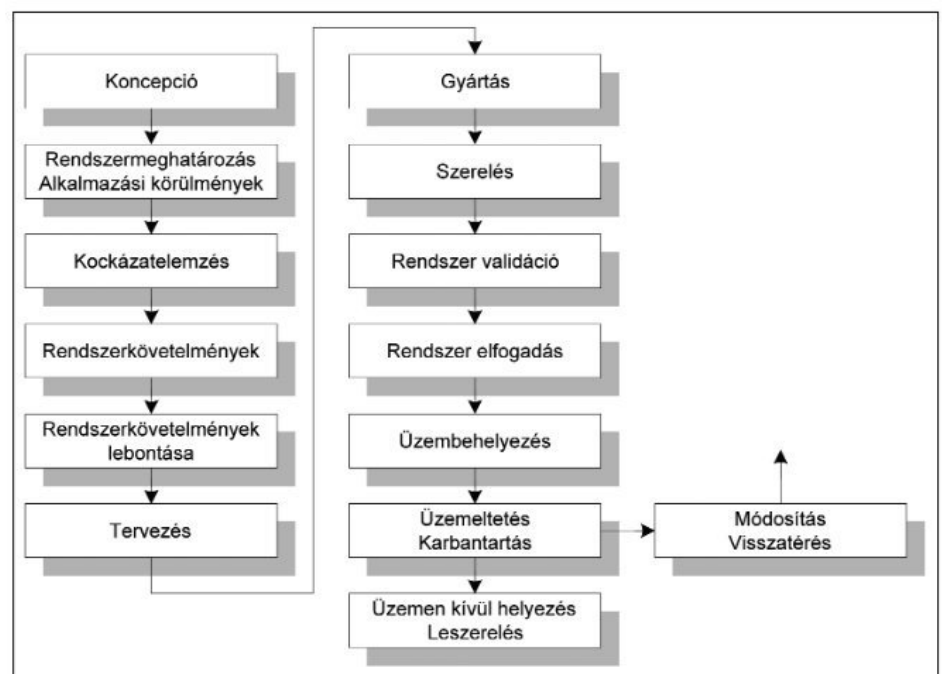 Koncepció
Rendszermeghatározás
Alkalmazási körülmények
Kockázatelemzés
Rendszerkövetelmények
Rendszerkövetelmények
lebontása
Tervezés
Gyártás
Szerelés
Rendszer validáció
Rendszer elfogadás
Üzembehelyezés
Üzemeltetés
Karbantartás
Üzemen kívül helyezés
Leszerelés
Módosítás
Visszatérés